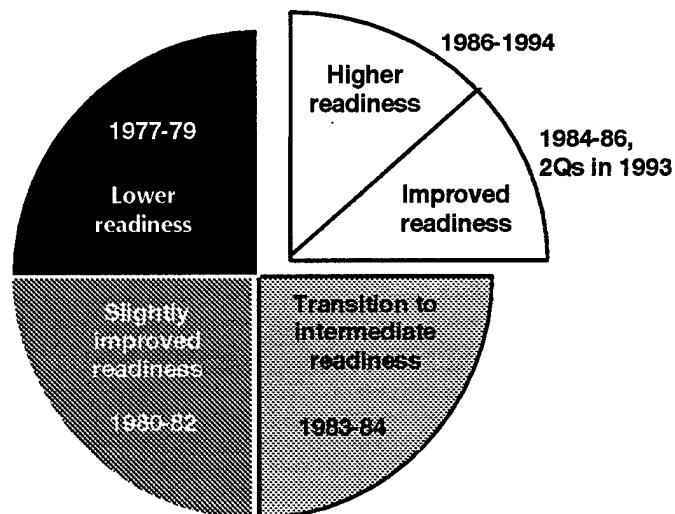 1986-1994
Higher
readiness
1984-86,
2Qs in 1993
Improved
readiness
1977-79
Lower
readiness
Slightly
improved
readiness
1980-82
Transition to
intermediate
readiness
1983-84